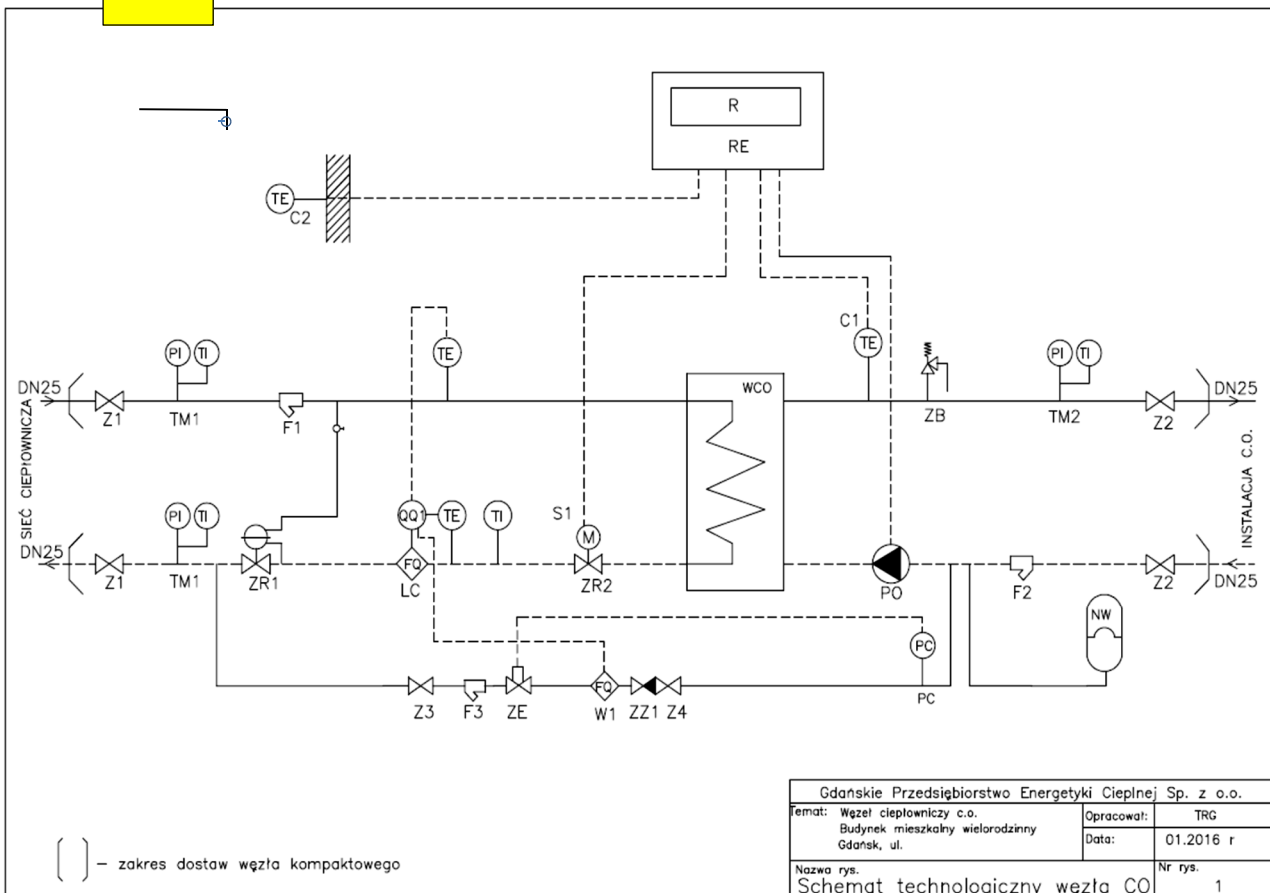 R
RE
TE
C2
C1
TE
TE
PI TI
PI TI
WCO
DN25
DN25
Z1
TM1
F1
ZB
TM2
Z2
SIEĆ CIEPŁOWNICZA
INSTALACJA C.O.
PI TI
QQ1
TE
TI
S1
M
DN25
DN25
Z1
TM1
ZR1
FQ
LC
ZR2
PO
F2
Z2
NW
PC
FQ
Z3
F3
ZE
W1
ZZ1
Z4
PC
Gdańskie Przedsiębiorstwo Energetyki Cieplnej Sp. z o.o.
Temat: Węzeł ciepłowniczy c.o.
Budynek mieszkalny wielorodzinny
Gdańsk, ul.
Opracował: TRG
Data: 01.2016 r
Nazwa rys.
Schemat technologiczny węzła CO
Nr rys.
1
( ) – zakres dostaw węzła kompaktowego